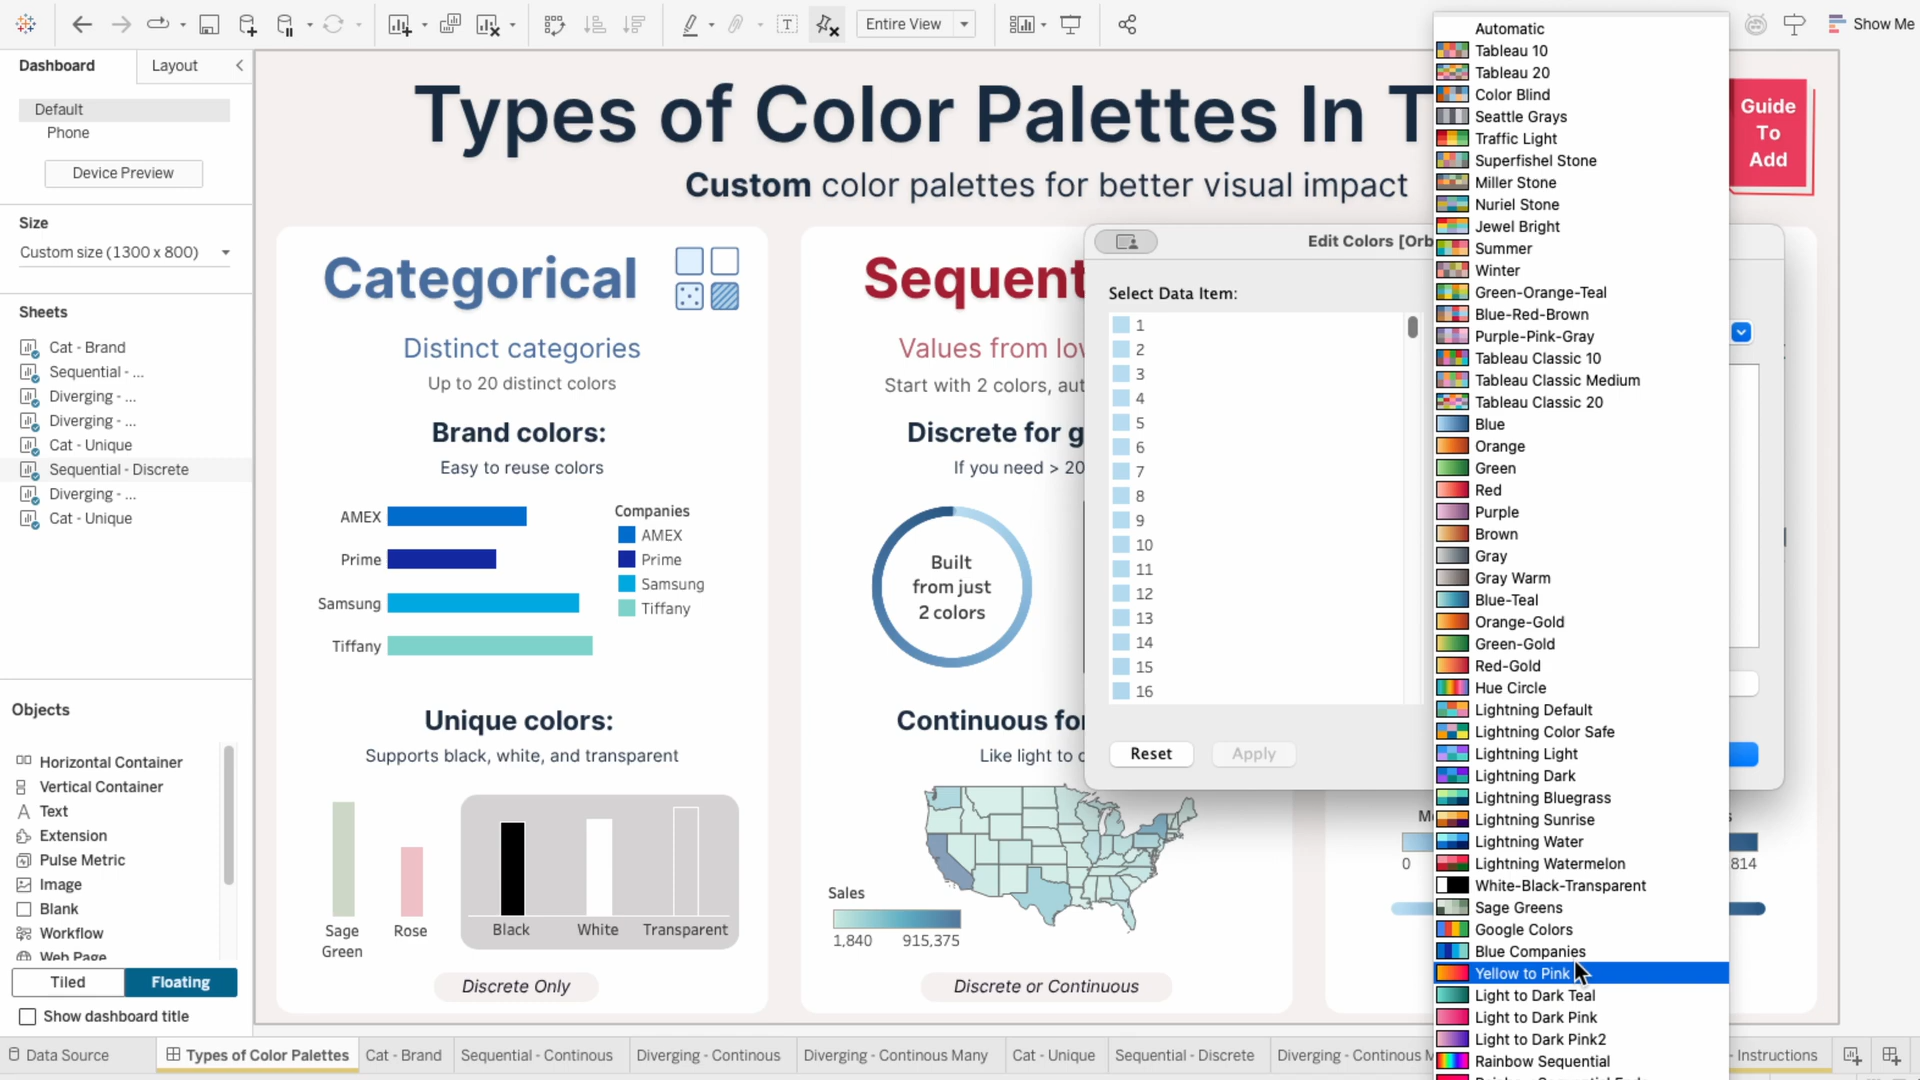 Entire View
Show Me
Dashboard
Layout
Default
Phone
Device Preview
Size
Custom size (1300 x 800)
Sheets
Cat - Brand
Sequential - ...
Diverging - ...
Diverging - ...
Cat - Unique
Sequential - Discrete
Diverging - ...
Cat - Unique
Objects
Horizontal Container
Vertical Container
Text
Extension
Pulse Metric
Image
Blank
Workflow
Web Page
Tiled
Floating
Show dashboard title
Types of Color Palettes In T
Custom color palettes for better visual impact
Guide
To
Add
Categorical
Distinct categories
Up to 20 distinct colors
Brand colors:
Easy to reuse colors
AMEX
Prime
Samsung
Tiffany
Companies
AMEX
Prime
Samsung
Tiffany
Unique colors:
Supports black, white, and transparent
Sage
Green
Rose
Black
White
Transparent
Discrete Only
Sequent
Values from lo
Start with 2 colors, aut
Discrete for g
If you need > 20
Built
from just
2 colors
Continuous for
Like light to
Sales
1,840
915,375
Discrete or Continuous
0
814
Edit Colors [Orb
Select Data Item:
1
2
3
4
5
6
7
8
9
10
11
12
13
14
15
16
Reset
Apply
Automatic
Tableau 10
Tableau 20
Color Blind
Seattle Grays
Traffic Light
Superfishel Stone
Miller Stone
Nuriel Stone
Jewel Bright
Summer
Winter
Green-Orange-Teal
Blue-Red-Brown
Purple-Pink-Gray
Tableau Classic 10
Tableau Classic Medium
Tableau Classic 20
Blue
Orange
Green
Red
Purple
Brown
Gray
Gray Warm
Blue-Teal
Orange-Gold
Green-Gold
Red-Gold
Hue Circle
Lightning Default
Lightning Color Safe
Lightning Light
Lightning Dark
Lightning Bluegrass
Lightning Sunrise
Lightning Water
Lightning Watermelon
White-Black-Transparent
Sage Greens
Google Colors
Blue Companies
Yellow to Pink
Light to Dark Teal
Light to Dark Pink
Light to Dark Pink2
Rainbow Sequential
Data Source
Types of Color Palettes
Cat - Brand
Sequential - Continous
Diverging - Continous
Diverging - Continous Many
Cat - Unique
Sequential - Discrete
Diverging - Continous M
- Instructions